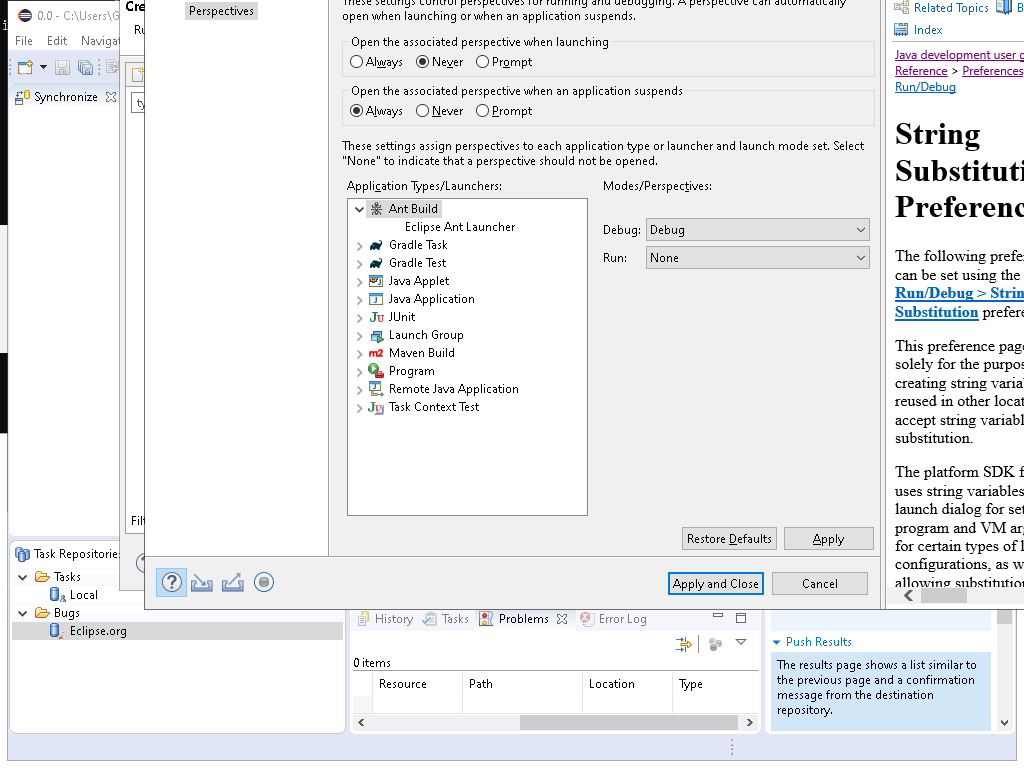 0.0 - C:\Users\G
File Edit Navigat
Synchronize
Cre
Ru
ty
Filt
Perspectives
These settings control perspectives for running and debugging. A perspective can automatically
open when launching or when an application suspends.
Open the associated perspective when launching
Always Never Prompt
Open the associated perspective when an application suspends
Always Never Prompt
These settings assign perspectives to each application type or launcher and launch mode set. Select
"None" to indicate that a perspective should not be opened.
Application Types/Launchers:
Modes/Perspectives:
Ant Build
Eclipse Ant Launcher
Gradle Task
Gradle Test
Java Applet
Java Application
JUnit
Launch Group
Maven Build
Program
Remote Java Application
Task Context Test
Debug: Debug
Run: None
Restore Defaults Apply
Apply and Close Cancel
Related Topics B
Index
Java development user g
Reference > Preferences
Run/Debug
String
Substituti
Preferenc
The following prefer
can be set using the
Run/Debug > Strin
Substitution prefere
This preference page
solely for the purpos
creating string varia
reused in other locat
accept string variabl
substitution.
The platform SDK f
uses string variables
launch dialog for set
program and VM arg
for certain types of l
configurations, as w
allowing substitution
Task Repositories
Tasks
Local
Bugs
Eclipse.org
History Tasks Problems Error Log
0 items
Resource Path Location Type
Push Results
The results page shows a list similar to
the previous page and a confirmation
message from the destination
repository.